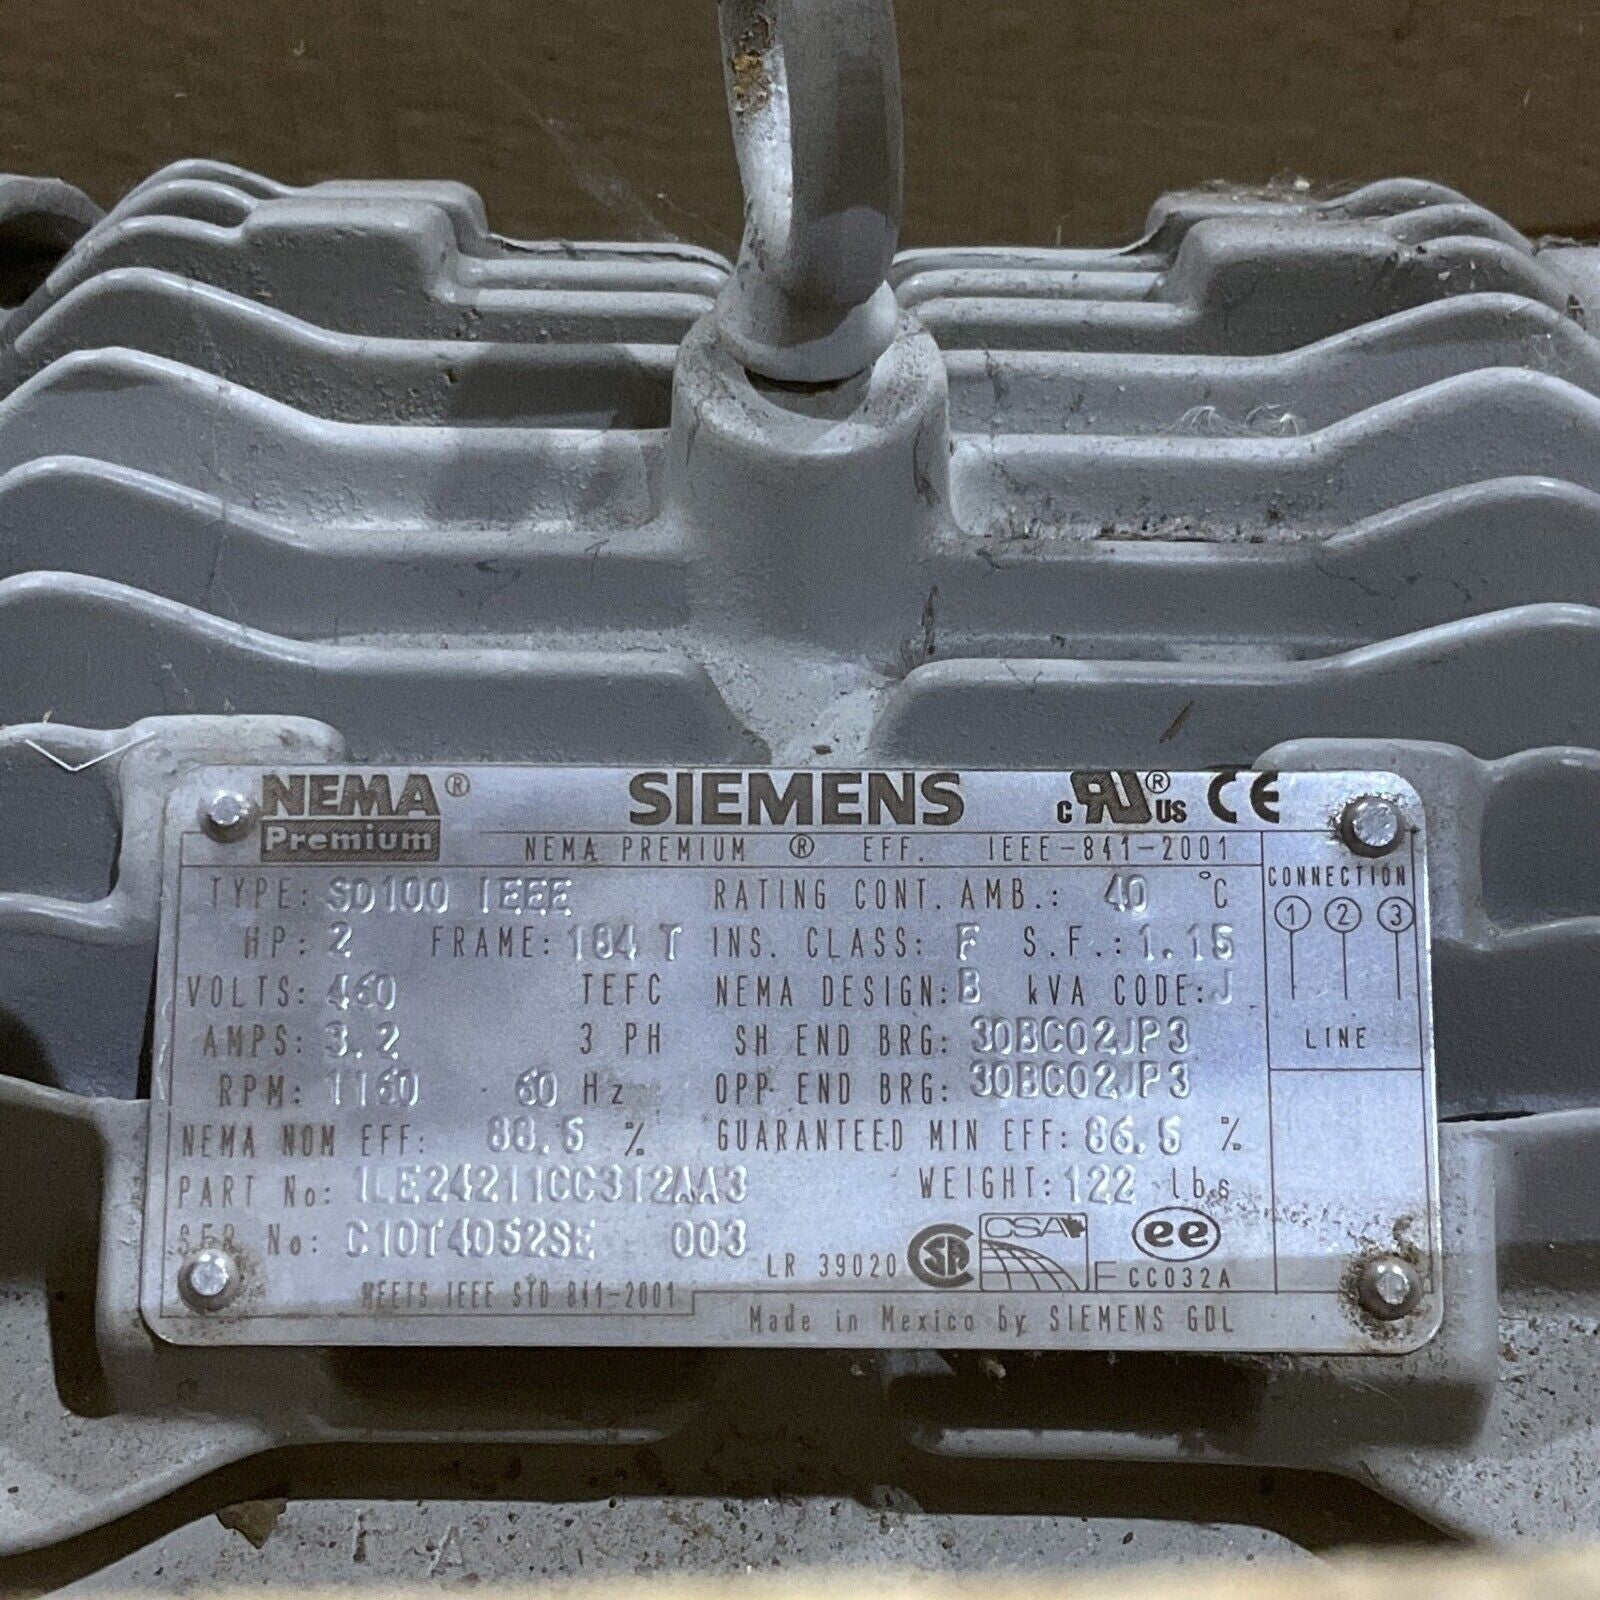 NEMA ® SIEMENS c UR ® US CE
Premium
NEMA PREMIUM ® EFF. IEEE-841-2001
TYPE: SD100 IEEE RATING CONT. AMB.: 40 °C
CONNECTION
1 2 3
HP: 2 FRAME: 184 T INS. CLASS: F S.F.: 1.15
VOLTS: 460 TEFC NEMA DESIGN: B kVA CODE: J
AMPS: 3.2 3 PH SH END BRG: 30BC02JP3
LINE
RPM: 1160 60 Hz OPP END BRG: 30BC02JP3
NEMA NOM EFF: 88.5 % GUARANTEED MIN EFF: 86.5 %
PART No: 1LE24211CC312AA3 WEIGHT: 122 lbs
SER No: C10T4052SE 003
LR 39020 CSA ee
CC032A
MEETS IEEE STD 841-2001
Made in Mexico by SIEMENS GDL